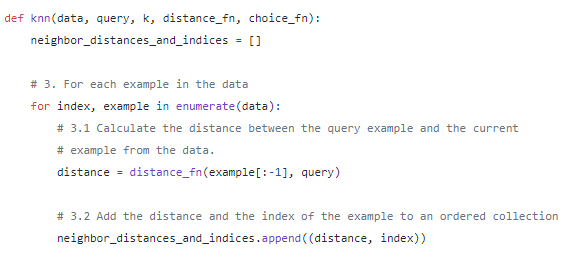 def knn(data, query, k, distance_fn, choice_fn):
    neighbor_distances_and_indices = []

    # 3. For each example in the data
    for index, example in enumerate(data):
        # 3.1 Calculate the distance between the query example and the current
        # example from the data.
        distance = distance_fn(example[:-1], query)

        # 3.2 Add the distance and the index of the example to an ordered collection
        neighbor_distances_and_indices.append((distance, index))